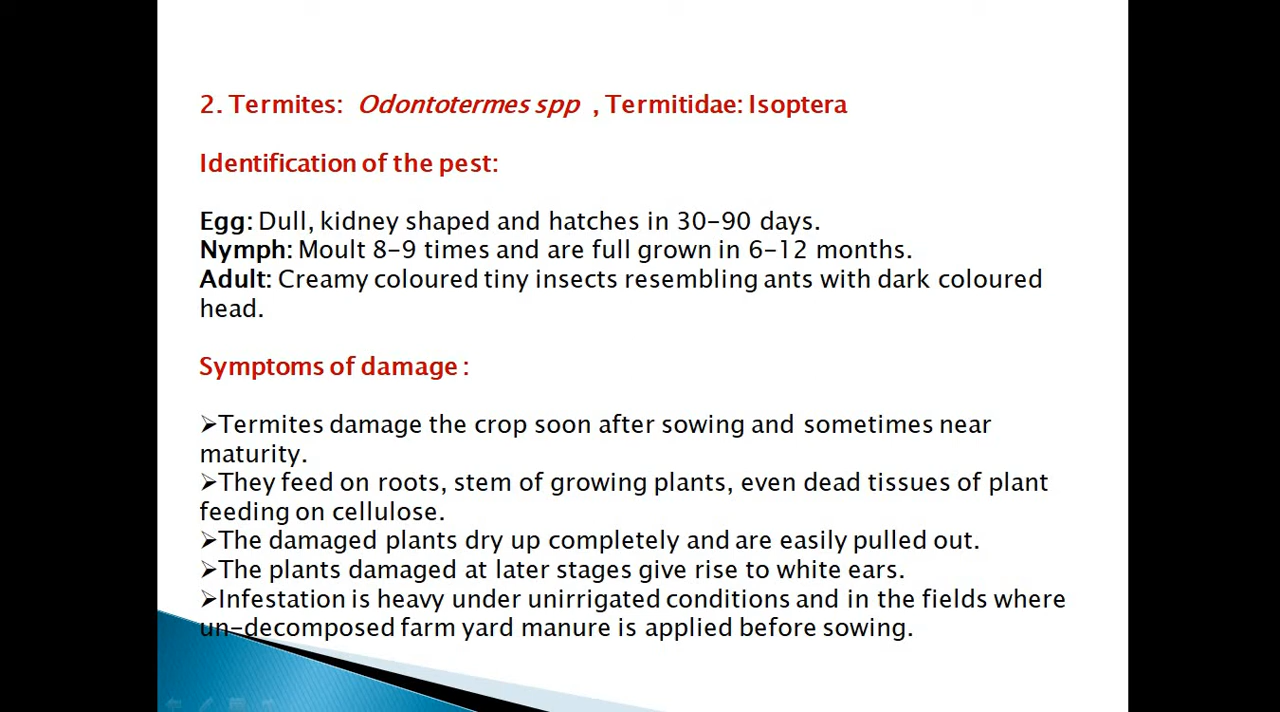 2. Termites: Odontotermes spp , Termitidae: Isoptera
Identification of the pest:
Egg: Dull, kidney shaped and hatches in 30-90 days.
Nymph: Moult 8-9 times and are full grown in 6-12 months.
Adult: Creamy coloured tiny insects resembling ants with dark coloured
head.
Symptoms of damage :
➢Termites damage the crop soon after sowing and sometimes near
maturity.
➢They feed on roots, stem of growing plants, even dead tissues of plant
feeding on cellulose.
➢The damaged plants dry up completely and are easily pulled out.
➢The plants damaged at later stages give rise to white ears.
➢Infestation is heavy under unirrigated conditions and in the fields where
un-decomposed farm yard manure is applied before sowing.